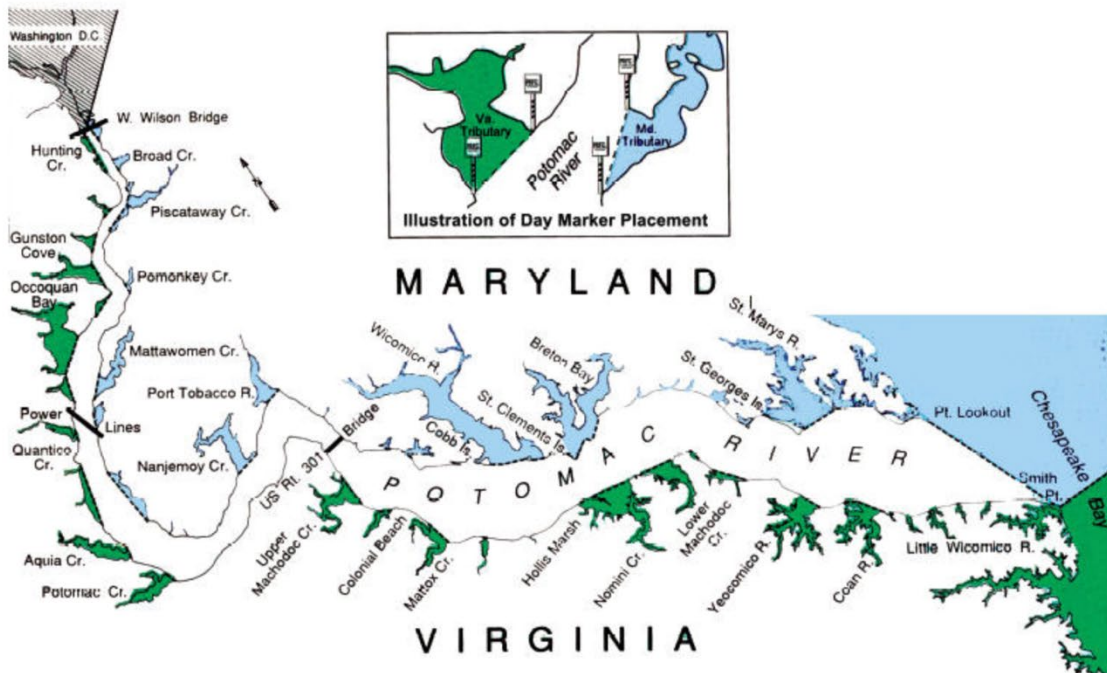 Washington D.C.
W. Wilson Bridge
Hunting
Cr.
Broad Cr.
Piscataway Cr.
Gunston
Cove
Occoquan
Bay
Pomonkey Cr.
Mattawomen Cr.
Port Tobacco R.
Power
Lines
Quantico
Cr.
Nanjemoy Cr.
Aquia Cr.
Potomac Cr.
Va.
Tributary
Md.
Tributary
Potomac
River
Illustration of Day Marker Placement
MARYLAND
US Rt. 301
Bridge
Wicomico R.
Cobb Is.
St. Clements Is.
Breton Bay
St. Georges Is.
St. Marys R.
Pt. Lookout
Chesapeake
Bay
Smith
Pt.
POTOMAC RIVER
Upper
Machodoc Cr.
Colonial Beach
Mattox Cr.
Hollis Marsh
Nomini Cr.
Lower
Machodoc
Cr.
Yeocomico R.
Coan R.
Little Wicomico R.
VIRGINIA